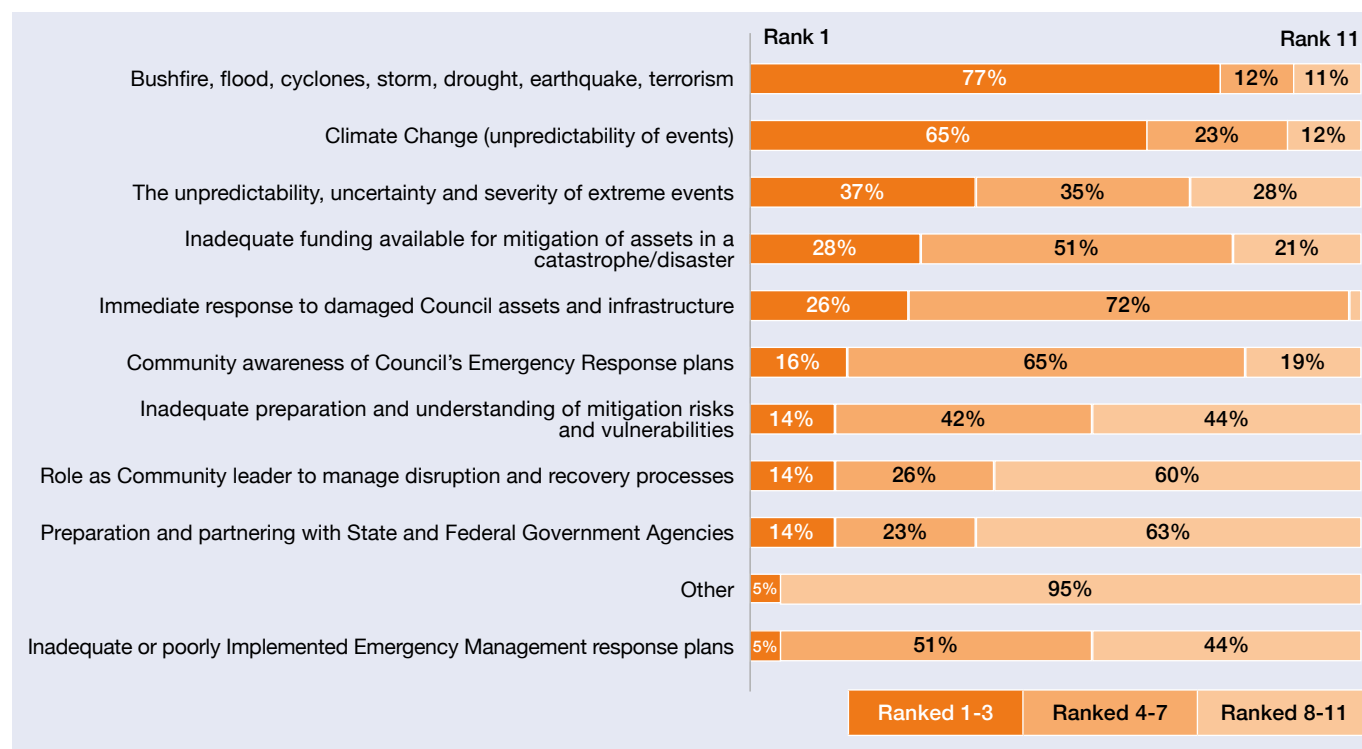 Rank 1 Rank 11
Bushfire, flood, cyclones, storm, drought, earthquake, terrorism 77% 12% 11%
Climate Change (unpredictability of events) 65% 23% 12%
The unpredictability, uncertainty and severity of extreme events 37% 35% 28%
Inadequate funding available for mitigation of assets in a
catastrophe/disaster 28% 51% 21%
Immediate response to damaged Council assets and infrastructure 26% 72%
Community awareness of Council’s Emergency Response plans 16% 65% 19%
Inadequate preparation and understanding of mitigation risks
and vulnerabilities 14% 42% 44%
Role as Community leader to manage disruption and recovery processes 14% 26% 60%
Preparation and partnering with State and Federal Government Agencies 14% 23% 63%
Other 5% 95%
Inadequate or poorly Implemented Emergency Management response plans 5% 51% 44%
Ranked 1-3 Ranked 4-7 Ranked 8-11